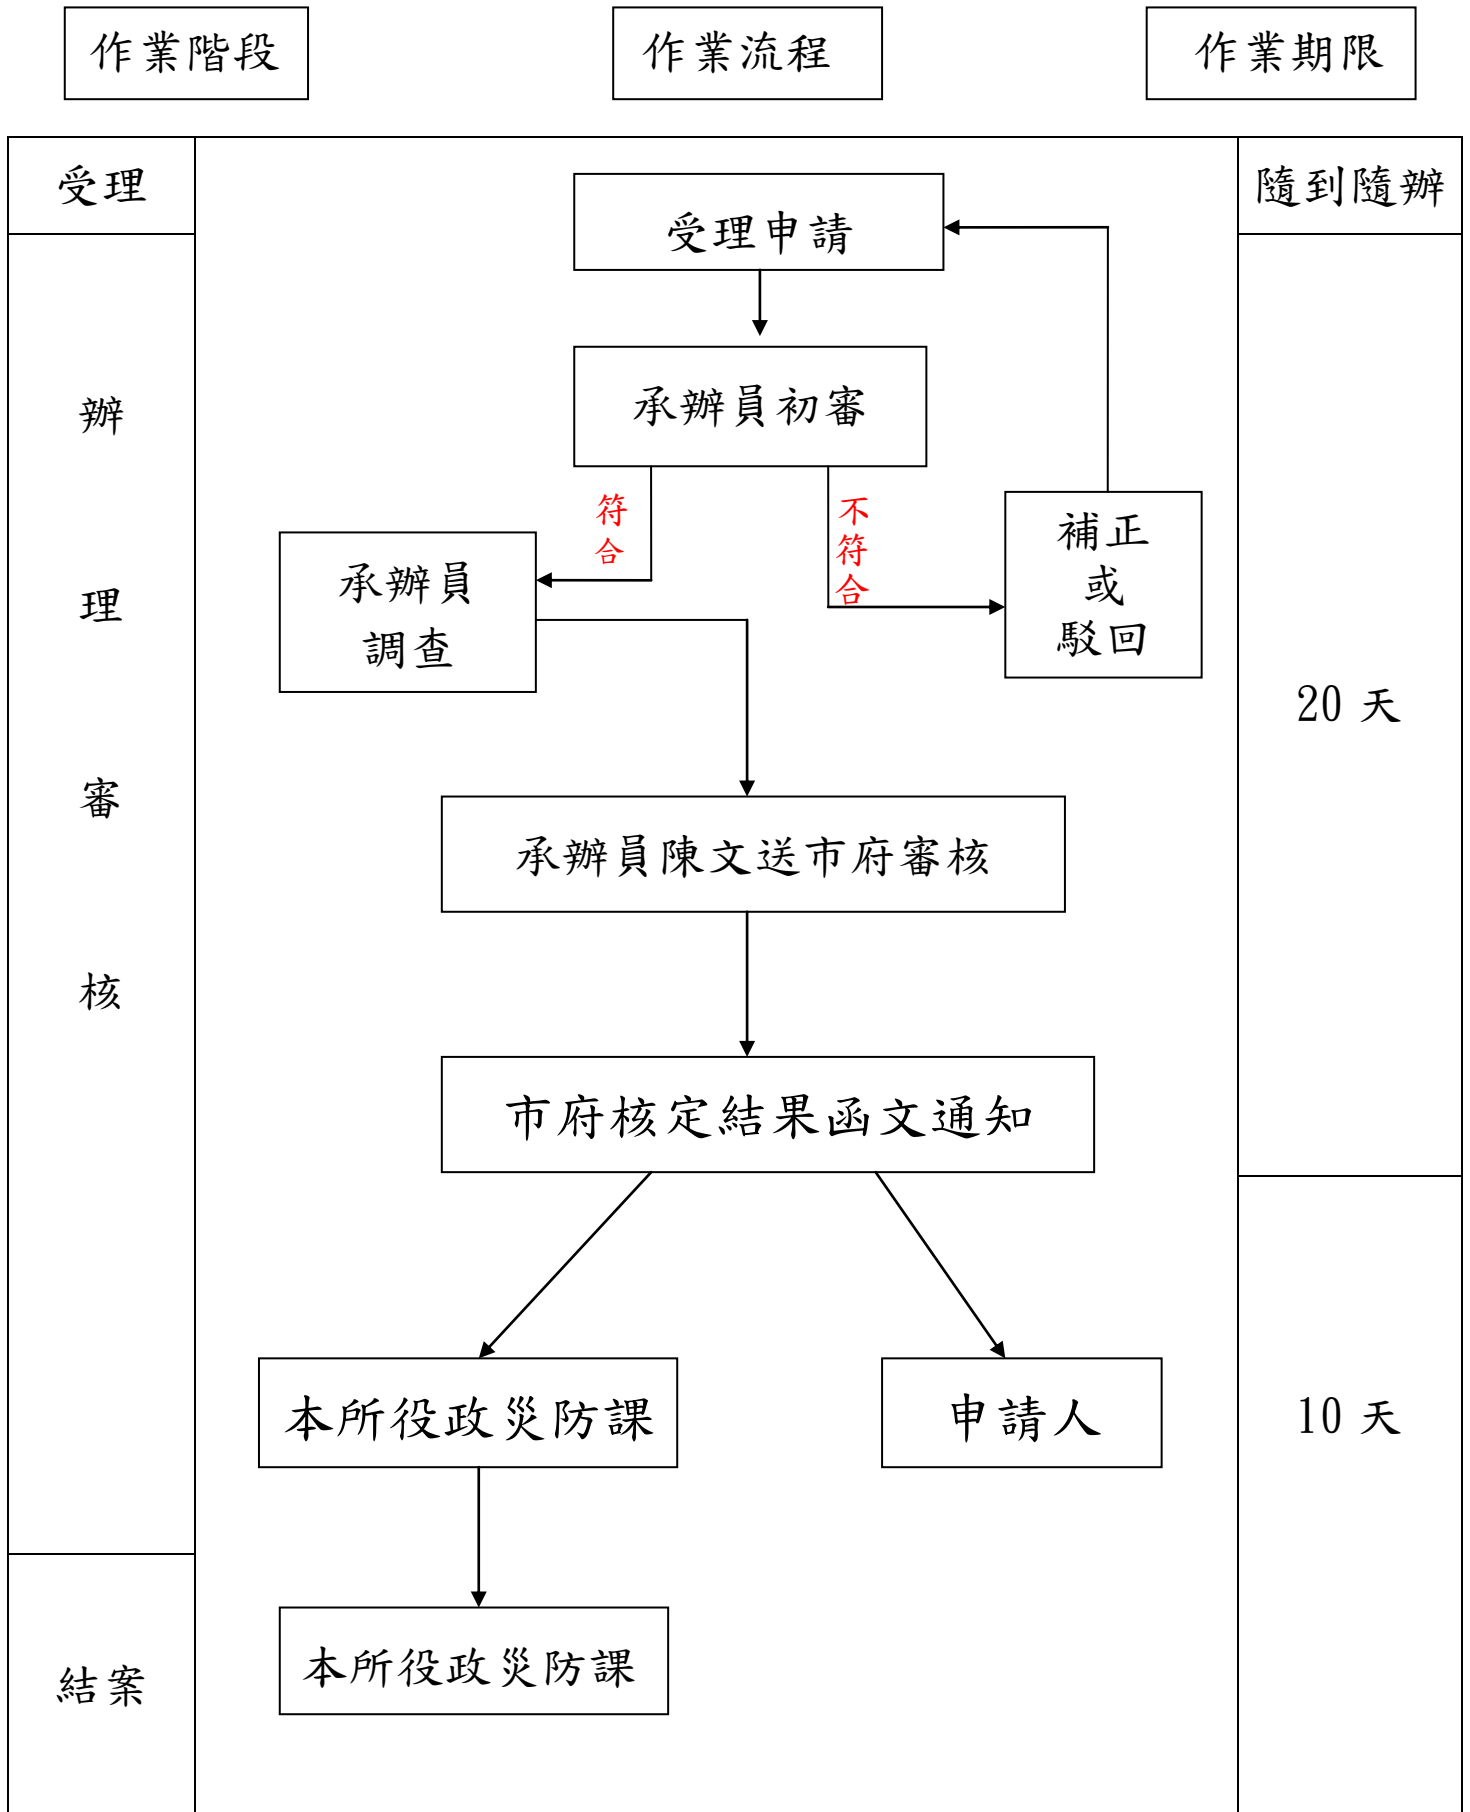 作業階段
作業流程
作業期限
受理
隨到隨辦
受理申請
承辦員初審
符合
不符合
補正
或
駁回
承辦員
調查
辦理審核
20 天
承辦員陳文送市府審核
市府核定結果函文通知
本所役政災防課
申請人
10 天
本所役政災防課
結案